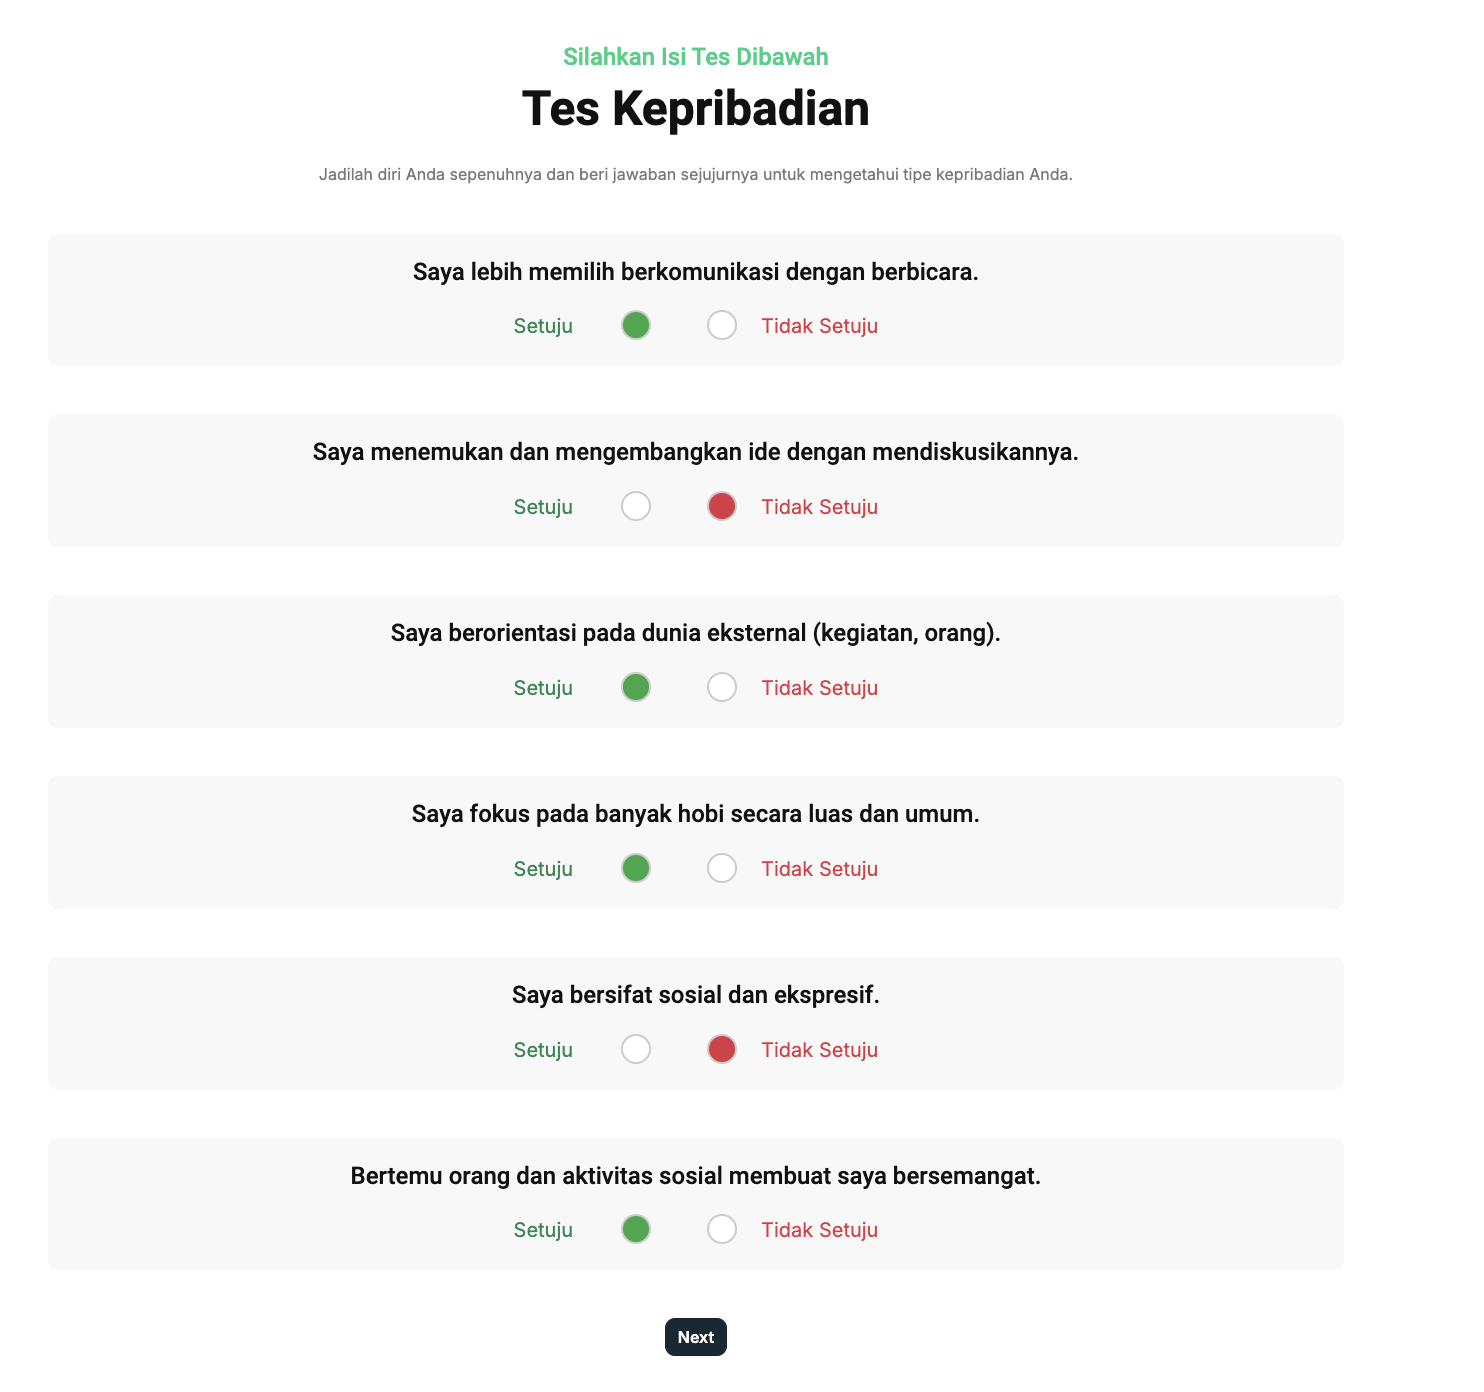 Silahkan Isi Tes Dibawah
Tes Kepribadian
Jadilah diri Anda sepenuhnya dan beri jawaban sejujurnya untuk mengetahui tipe kepribadian Anda.
Saya lebih memilih berkomunikasi dengan berbicara.
Setuju Tidak Setuju
Saya menemukan dan mengembangkan ide dengan mendiskusikannya.
Setuju Tidak Setuju
Saya berorientasi pada dunia eksternal (kegiatan, orang).
Setuju Tidak Setuju
Saya fokus pada banyak hobi secara luas dan umum.
Setuju Tidak Setuju
Saya bersifat sosial dan ekspresif.
Setuju Tidak Setuju
Bertemu orang dan aktivitas sosial membuat saya bersemangat.
Setuju Tidak Setuju
Next